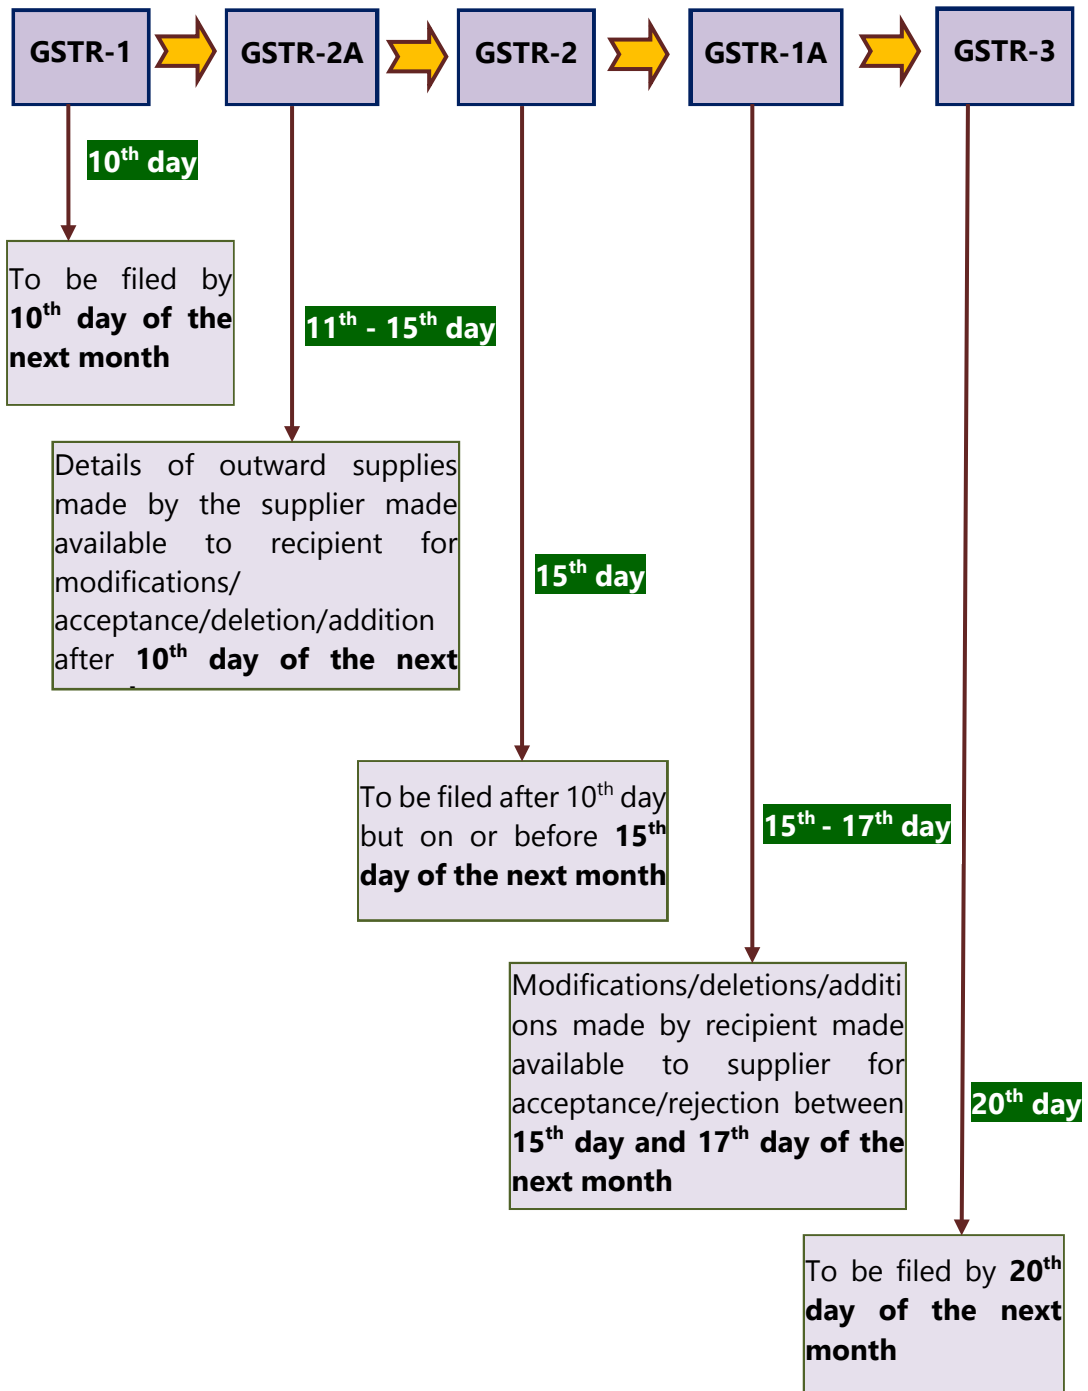 GSTR-1
GSTR-2A
GSTR-2
GSTR-1A
GSTR-3
10th day
To be filed by
10th day of the
next month
11th - 15th day
Details of outward supplies
made by the supplier made
available to recipient for
modifications/
acceptance/deletion/addition
after 10th day of the next
15th day
To be filed after 10th day
but on or before 15th
day of the next month
15th - 17th day
Modifications/deletions/additi
ons made by recipient made
available to supplier for
acceptance/rejection between
15th day and 17th day of the
next month
20th day
To be filed by 20th
day of the next
month